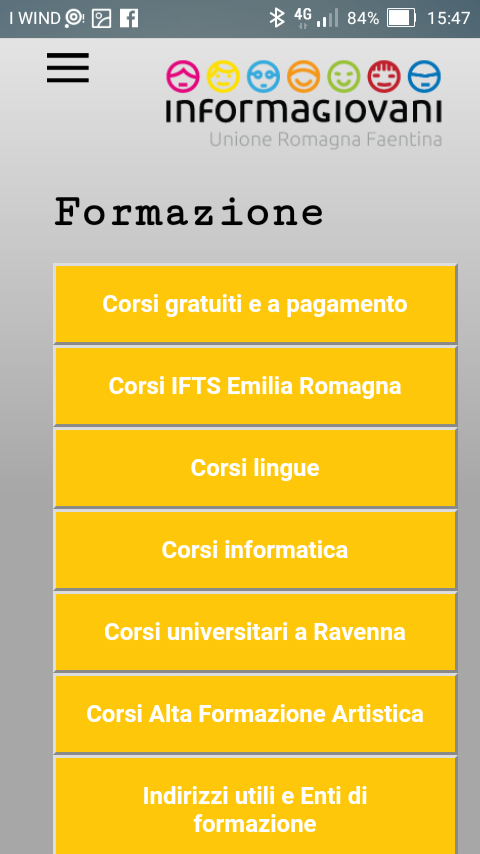 I WIND 4G 84% 15:47
informagiovani
Unione Romagna Faentina
Formazione
Corsi gratuiti e a pagamento
Corsi IFTS Emilia Romagna
Corsi lingue
Corsi informatica
Corsi universitari a Ravenna
Corsi Alta Formazione Artistica
Indirizzi utili e Enti di
formazione